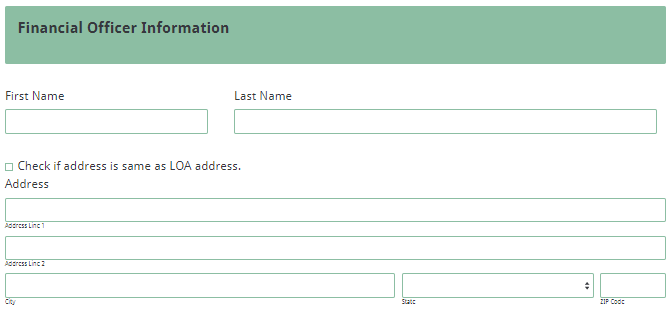 Financial Officer Information
First Name Last Name
Check if address is same as LOA address.
Address
Address Line 1
Address Line 2
City State ZIP Code